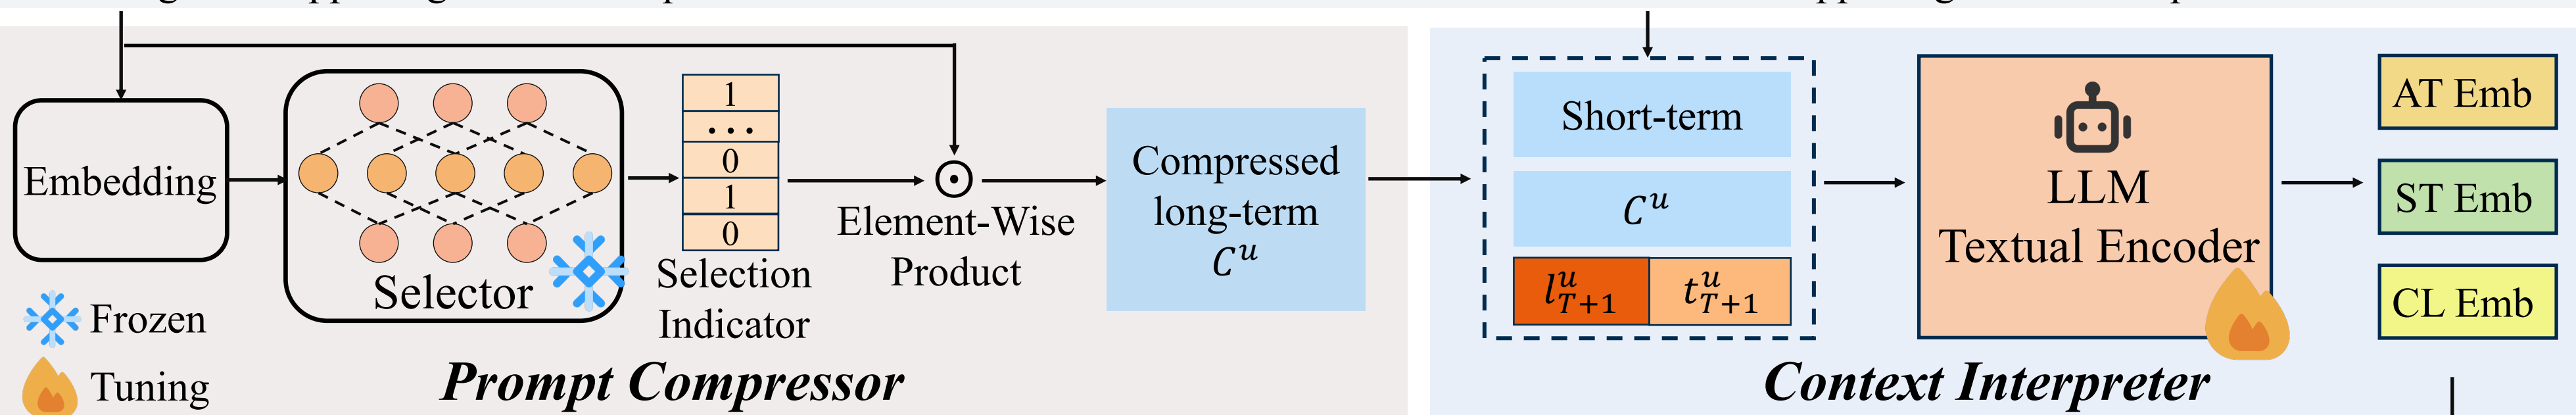 Embedding
Selector
Frozen
Tuning
1
...
0
1
0
Selection
Indicator
Element-Wise
Product
Compressed
long-term
C^u
Prompt Compressor
Short-term
C^u
l^u_{T+1} t^u_{T+1}
LLM
Textual Encoder
AT Emb
ST Emb
CL Emb
Context Interpreter